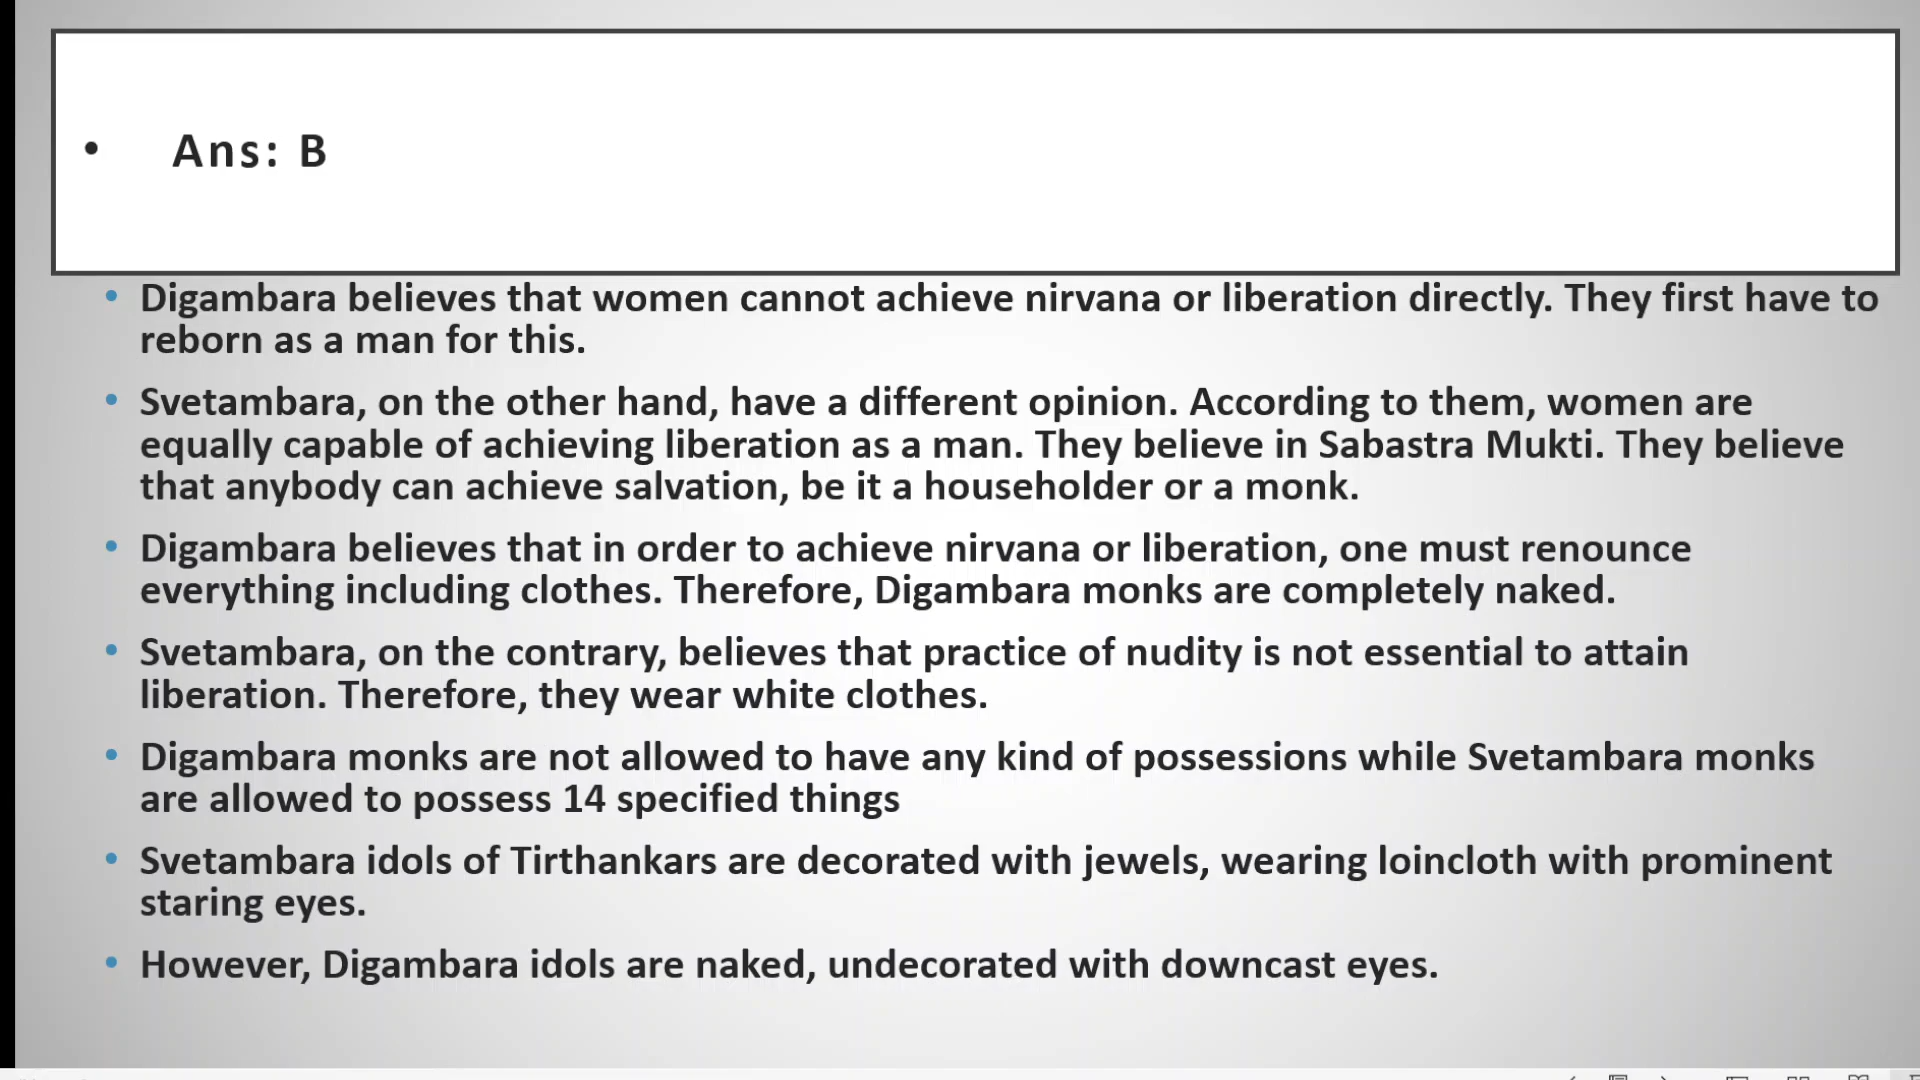 • Ans: B
• Digambara believes that women cannot achieve nirvana or liberation directly. They first have to
reborn as a man for this.
• Svetambara, on the other hand, have a different opinion. According to them, women are
equally capable of achieving liberation as a man. They believe in Sabastra Mukti. They believe
that anybody can achieve salvation, be it a householder or a monk.
• Digambara believes that in order to achieve nirvana or liberation, one must renounce
everything including clothes. Therefore, Digambara monks are completely naked.
• Svetambara, on the contrary, believes that practice of nudity is not essential to attain
liberation. Therefore, they wear white clothes.
• Digambara monks are not allowed to have any kind of possessions while Svetambara monks
are allowed to possess 14 specified things
• Svetambara idols of Tirthankars are decorated with jewels, wearing loincloth with prominent
staring eyes.
• However, Digambara idols are naked, undecorated with downcast eyes.